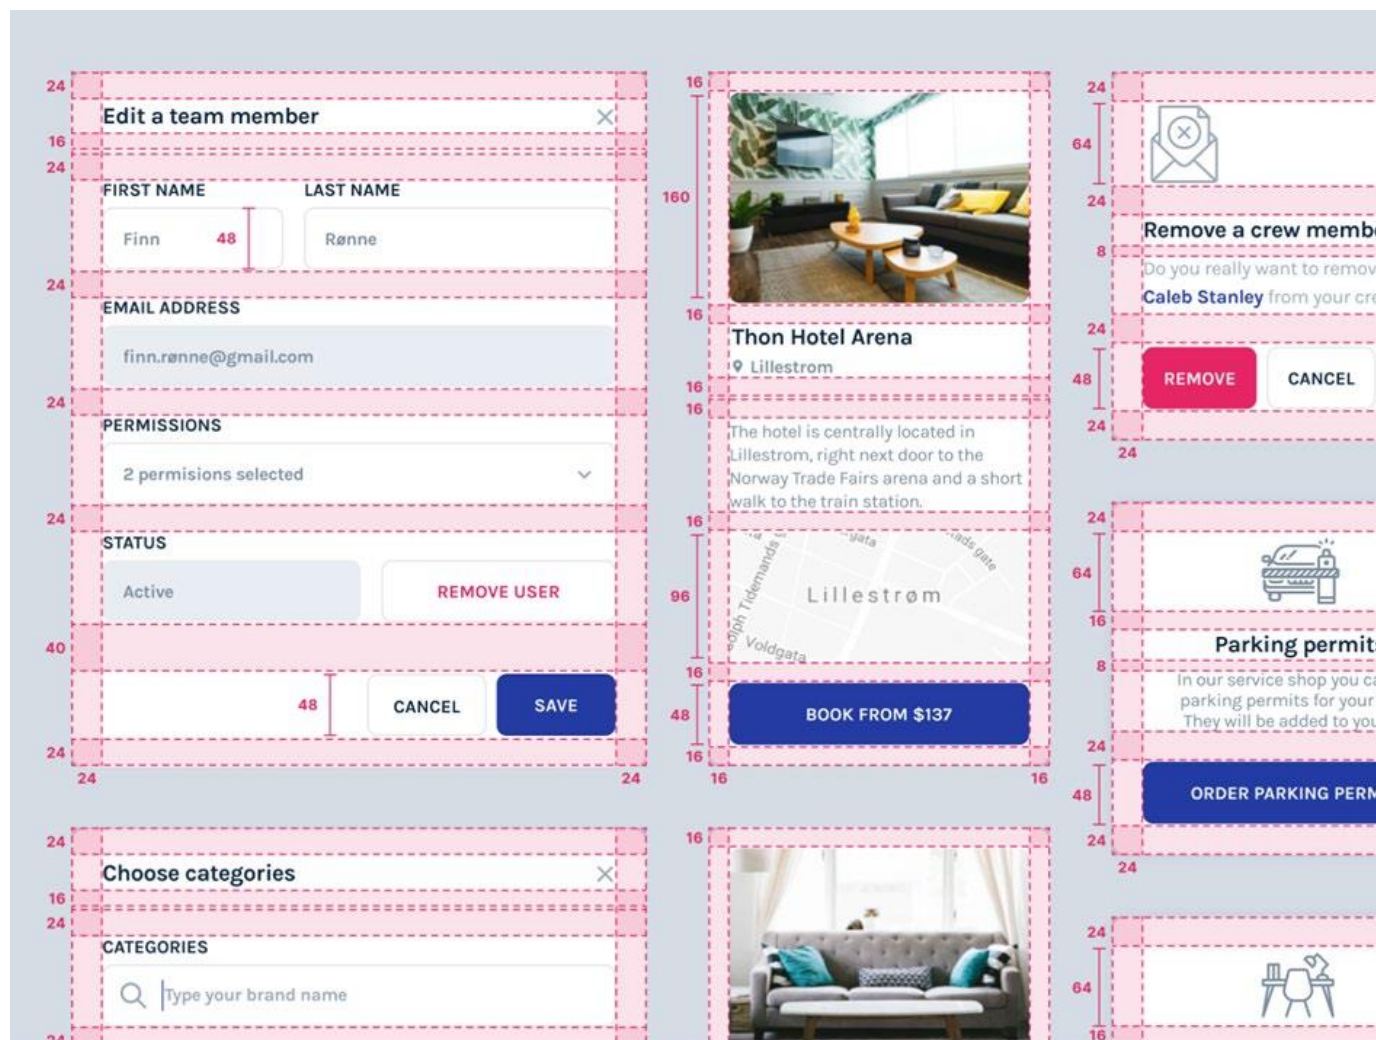 24
Edit a team member
16
24
FIRST NAME LAST NAME
Finn 48 Rønne
24
EMAIL ADDRESS
finn.rønne@gmail.com
24
PERMISSIONS
2 permisions selected
24
STATUS
Active REMOVE USER
40
48 CANCEL SAVE
24
24 24
24
Choose categories
16
24
CATEGORIES
Type your brand name
24
16
160
16
Thon Hotel Arena
Lillestrom
16
16
The hotel is centrally located in
Lillestrom, right next door to the
Norway Trade Fairs arena and a short
walk to the train station.
16
Tidemands gata
gata
gate
96
Lillestrøm
Voldgata
16
48 BOOK FROM $137
16
16 16
16
24
64
24
Remove a crew
8
Do you really want to
Caleb Stanley from your
24
48 REMOVE CANCEL
24
24
24
64
16
Parking
8
In our service shop you
parking permits for your
They will be added to
24
48 ORDER PARKING
24
24
24
64
16